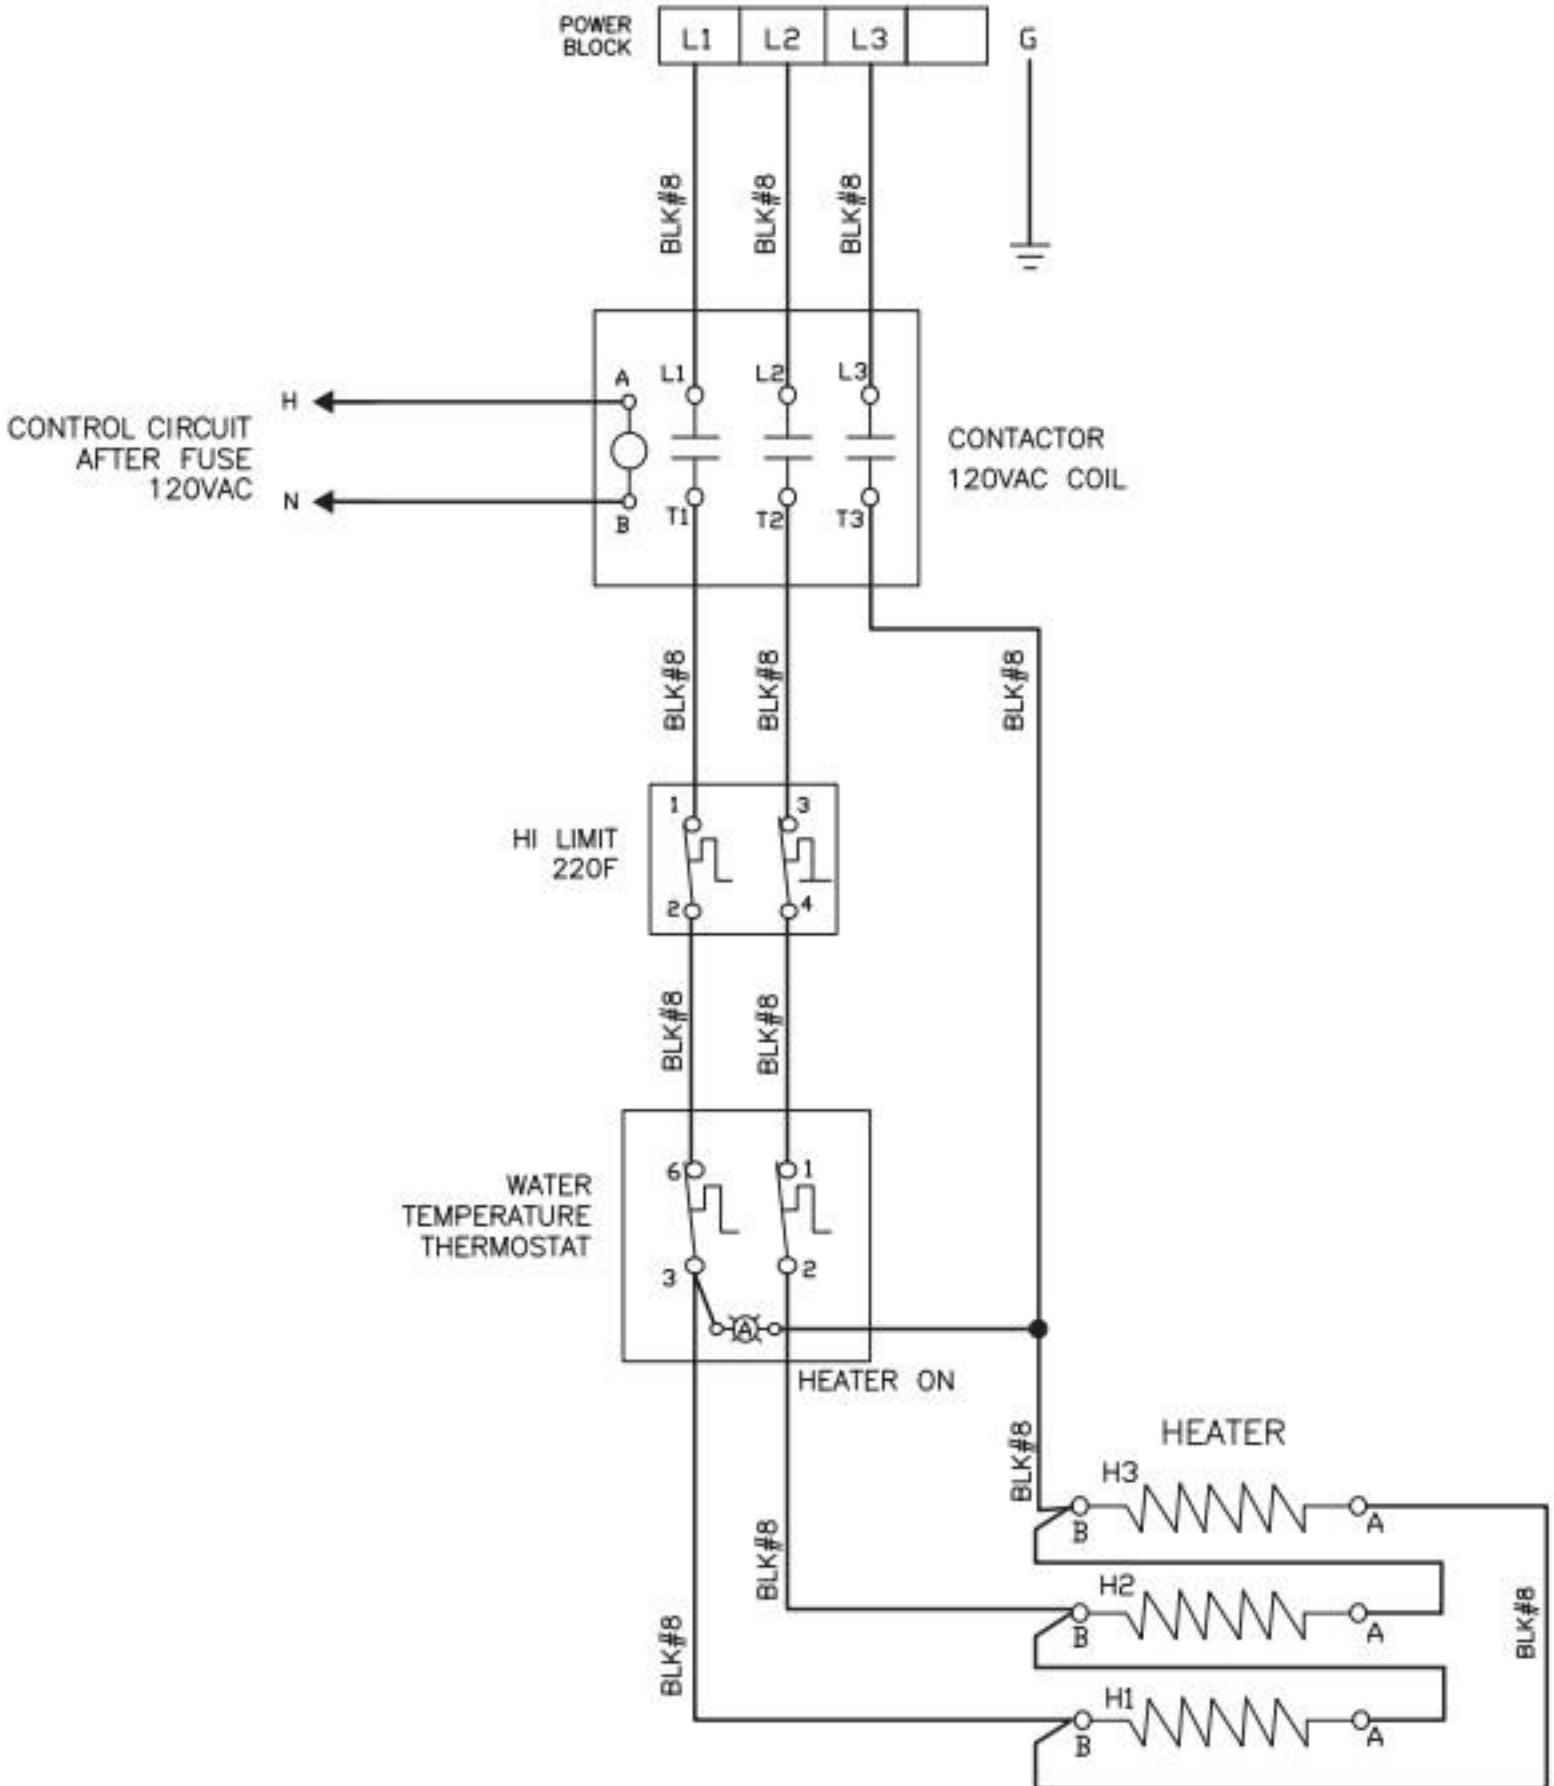 POWER
BLOCK
L1 L2 L3 G
BLK#8 BLK#8 BLK#8
A L1 L2 L3
H
CONTROL CIRCUIT
AFTER FUSE
120VAC
N
CONTACTOR
120VAC COIL
B T1 T2 T3
BLK#8 BLK#8 BLK#8
1 3
HI LIMIT
220F
2 4
BLK#8 BLK#8
6 1
WATER
TEMPERATURE
THERMOSTAT
3 2
A
HEATER ON
BLK#8
HEATER
H3
B A
BLK#8
H2
B A
BLK#8
BLK#8
H1
B A